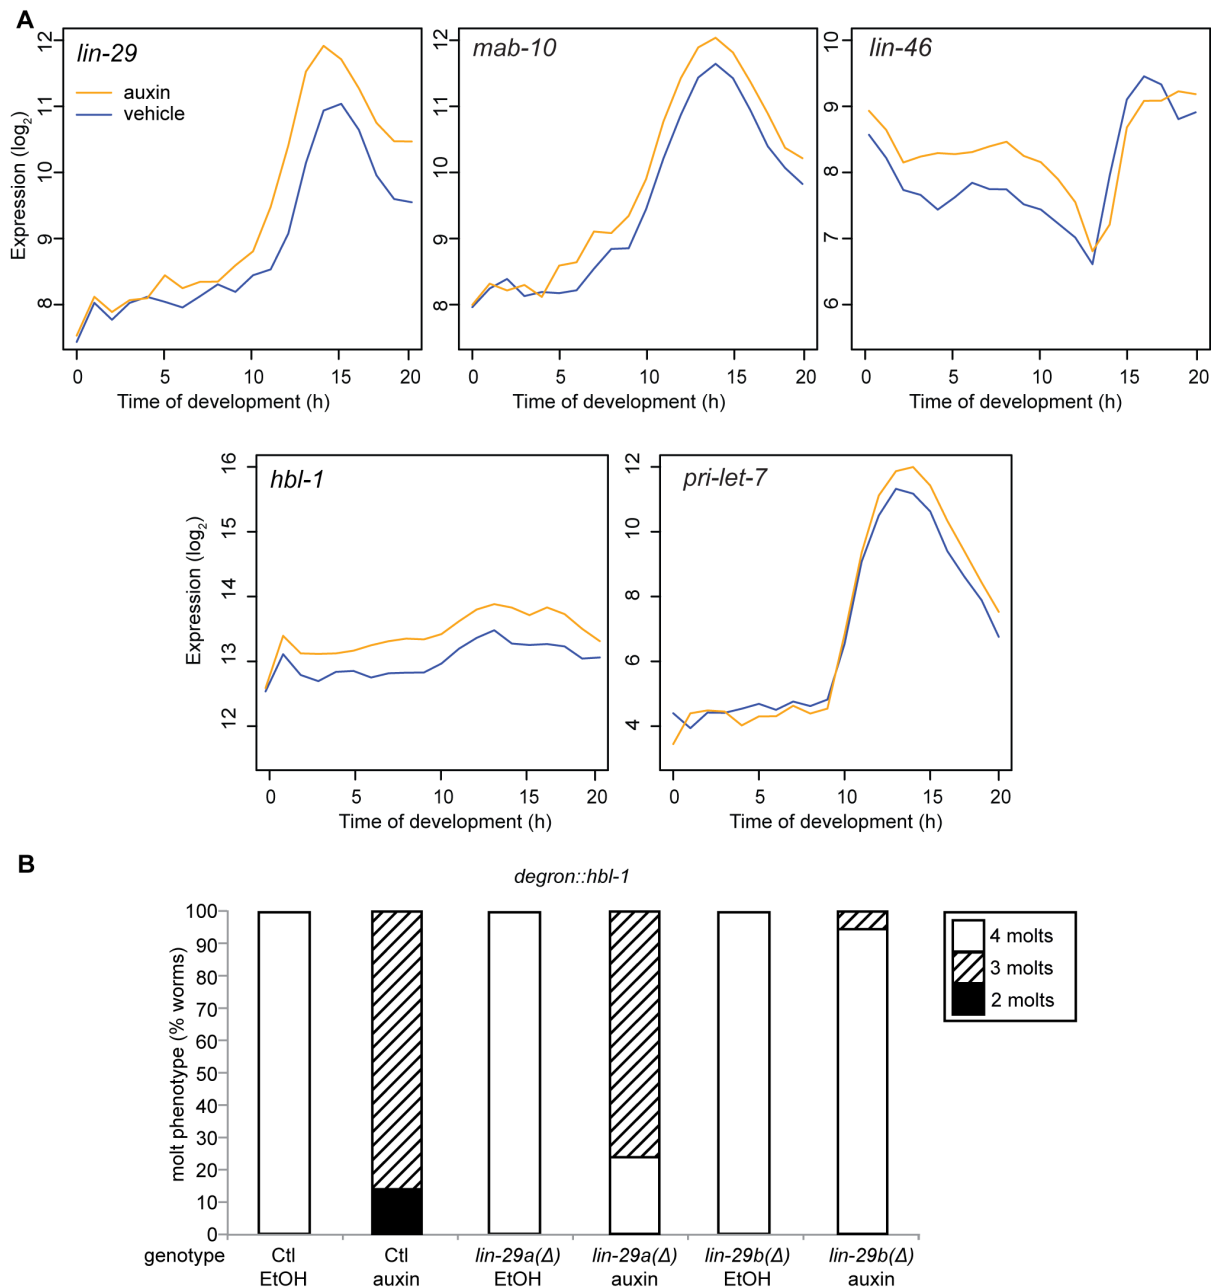 A
lin-29
auxin
vehicle
Expression (log2)
12
11
10
9
8
0 5 10 15 20
Time of development (h)
mab-10
12
11
10
9
8
0 5 10 15 20
Time of development (h)
lin-46
10
9
8
7
6
0 5 10 15 20
Time of development (h)
hbl-1
Expression (log2)
16
15
14
13
12
0 5 10 15 20
Time of development (h)
pri-let-7
12
10
8
6
4
0 5 10 15 20
Time of development (h)
B
degron::hbl-1
molt phenotype (% worms)
100
90
80
70
60
50
40
30
20
10
0
4 molts
3 molts
2 molts
genotype Ctl Ctl lin-29a(Δ) lin-29a(Δ) lin-29b(Δ) lin-29b(Δ)
EtOH auxin EtOH auxin EtOH auxin